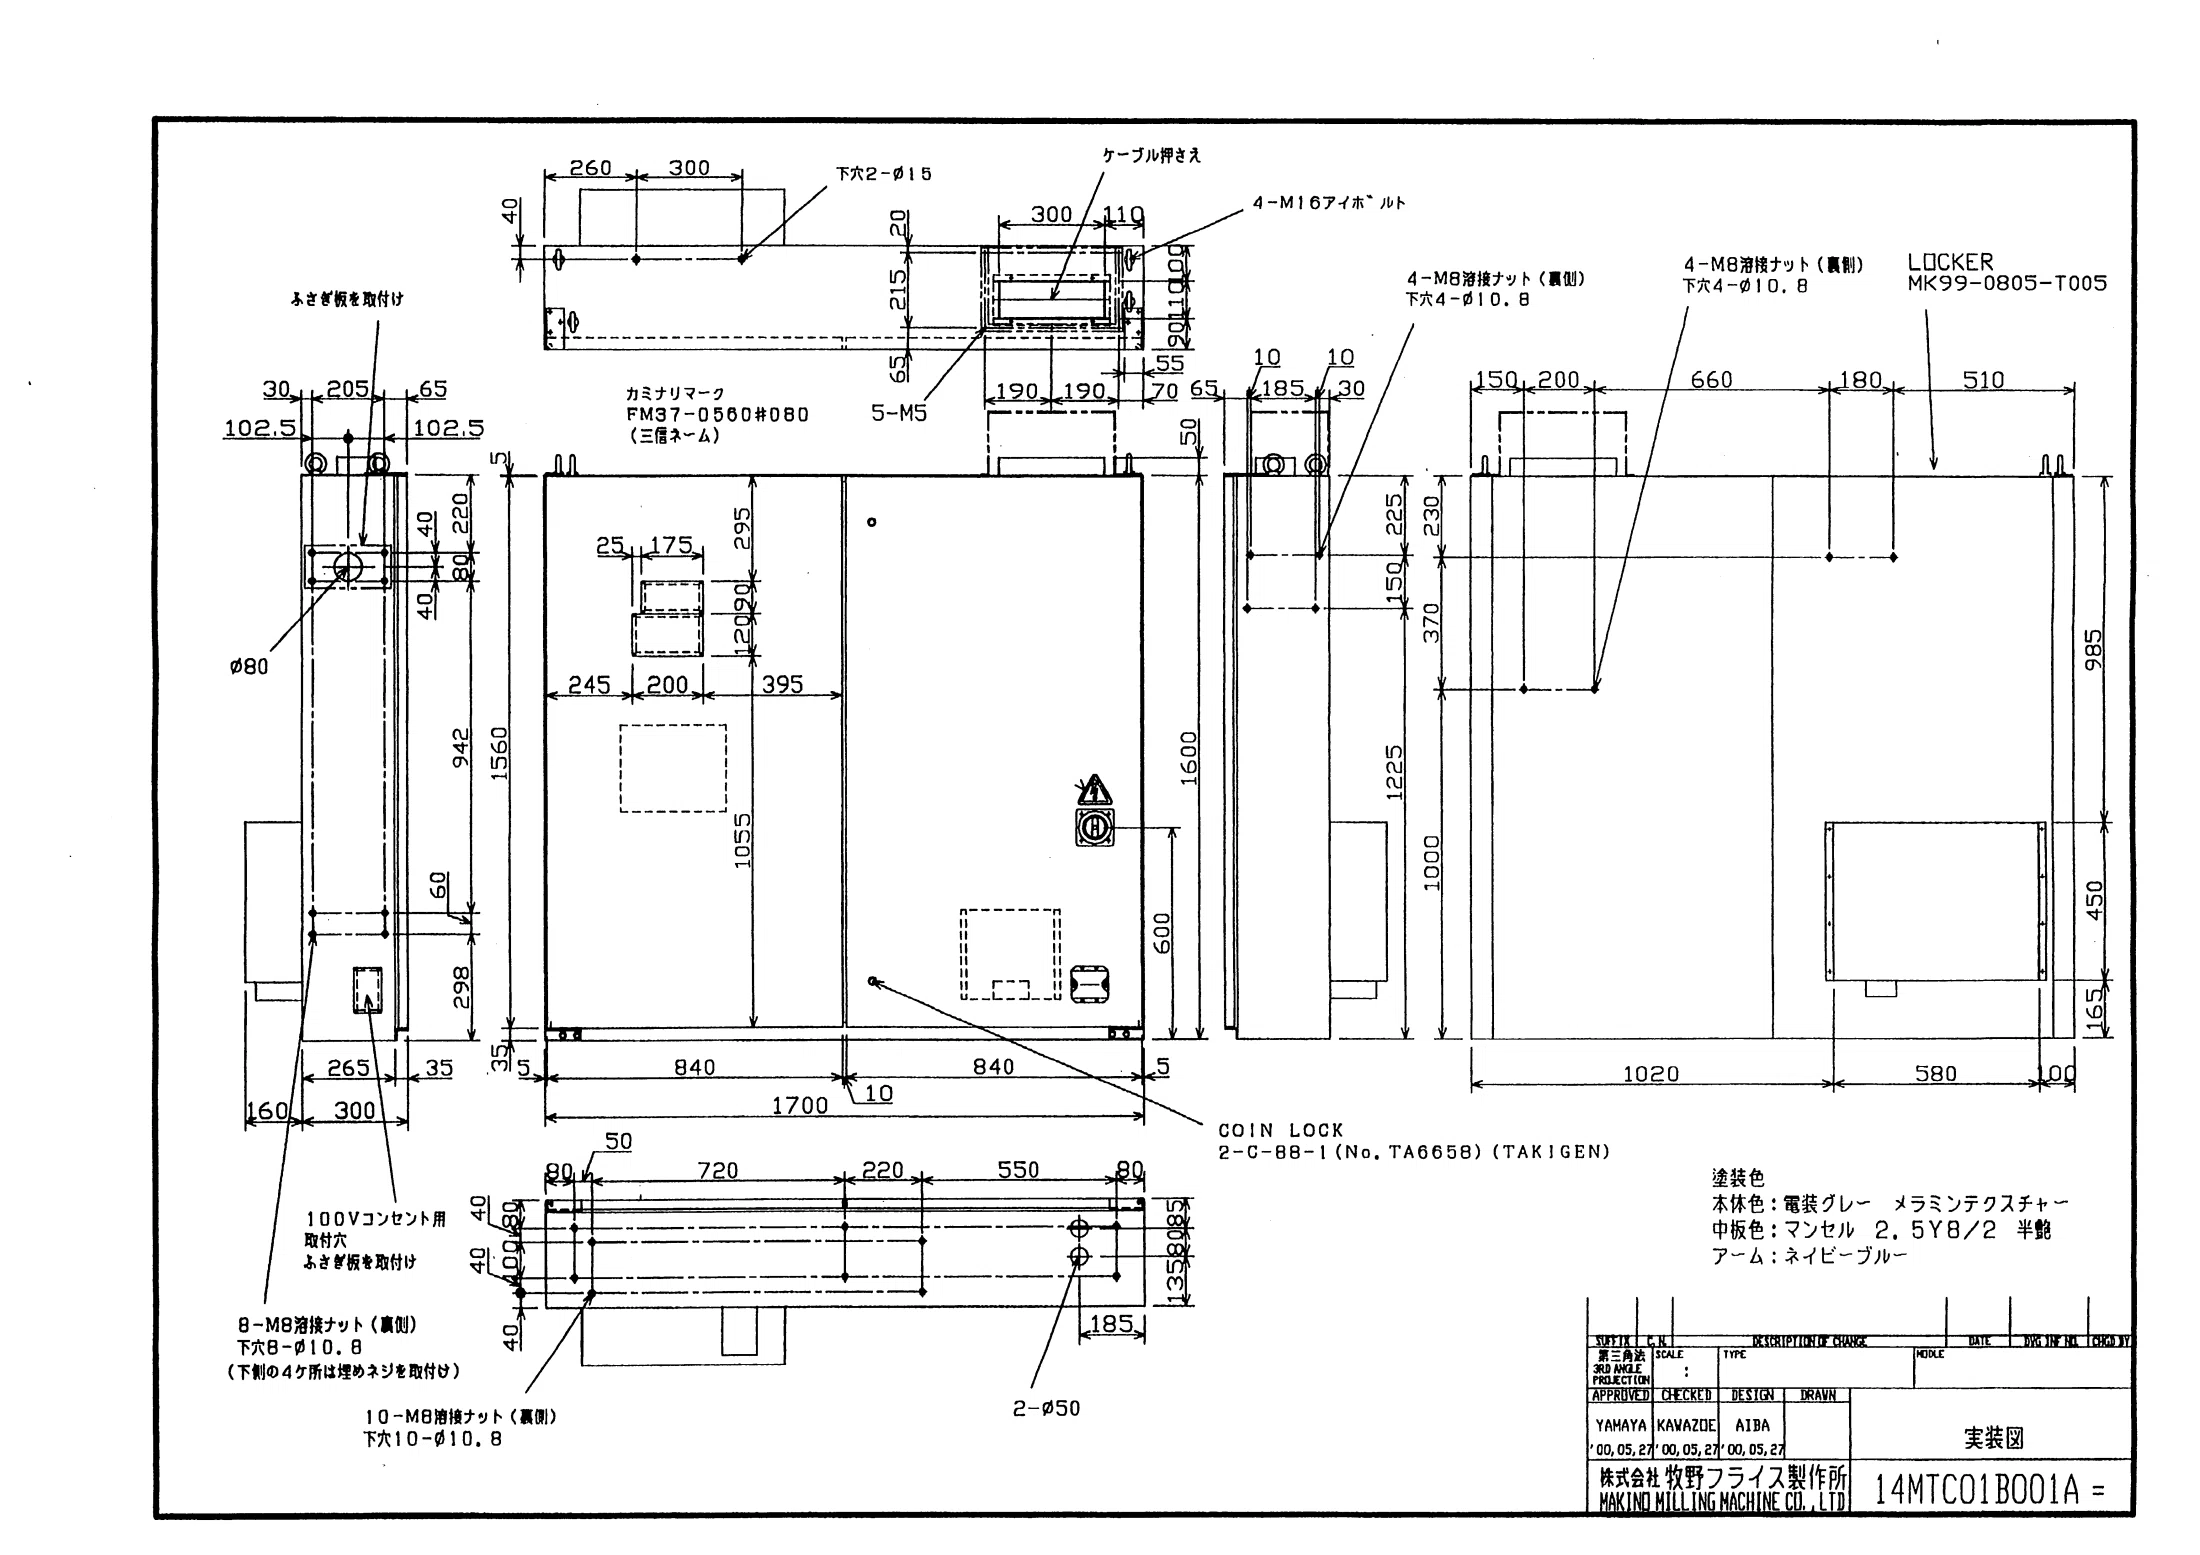 260
300
下穴2-Ø15
ケーブル押さえ
4-M16アイボルト
40
20
300
110
100
215
110
90
65
55
5-M5
190
190
70
ふさぎ板を取付け
カミナリマーク
FM37-0560#080
(三信ネーム)
4-M8溶接ナット(裏側)
下穴4-Ø10.8
4-M8溶接ナット(裏側)
下穴4-Ø10.8
LOCKER
MK99-0805-T005
30
205
65
102.5
102.5
220
40
80
40
Ø80
942
60
298
265
35
160
300
100Vコンセント用
取付穴
ふさぎ板を取付け
8-M8溶接ナット(裏側)
下穴8-Ø10.8
(下側の4ケ所は埋めネジを取付け)
5
1560
35
295
25
175
90
120
245
200
395
1055
600
50
1600
5
840
840
5
10
1700
COIN LOCK
2-C-88-1(No.TA6658)(TAKIGEN)
65
10
185
10
30
225
150
1225
150
200
660
180
510
230
370
1000
985
450
165
1020
580
100
50
80
720
220
550
80
40
80
100
40
40
85
80
135
185
2-Ø50
10-M8溶接ナット(裏側)
下穴10-Ø10.8
塗装色
本体色:電装グレー メラミンテクスチャー
中板色:マンセル 2.5Y8/2 半艶
アーム:ネイビーブルー
SUFFIX C.N. DESCRIPTION OF CHANGE DATE DVG INF NO. CHGD BY
第三角法
3RD ANGLE
PROJECTION
SCALE
:
TYPE
MODLE
APPROVED CHECKED DESIGN DRAWN
YAMAYA KAWAZOE AIBA
'00,05,27 '00,05,27 '00,05,27
実装図
株式会社 牧野フライス製作所
MAKINO MILLING MACHINE CO.,LTD
14MTC01B001A =